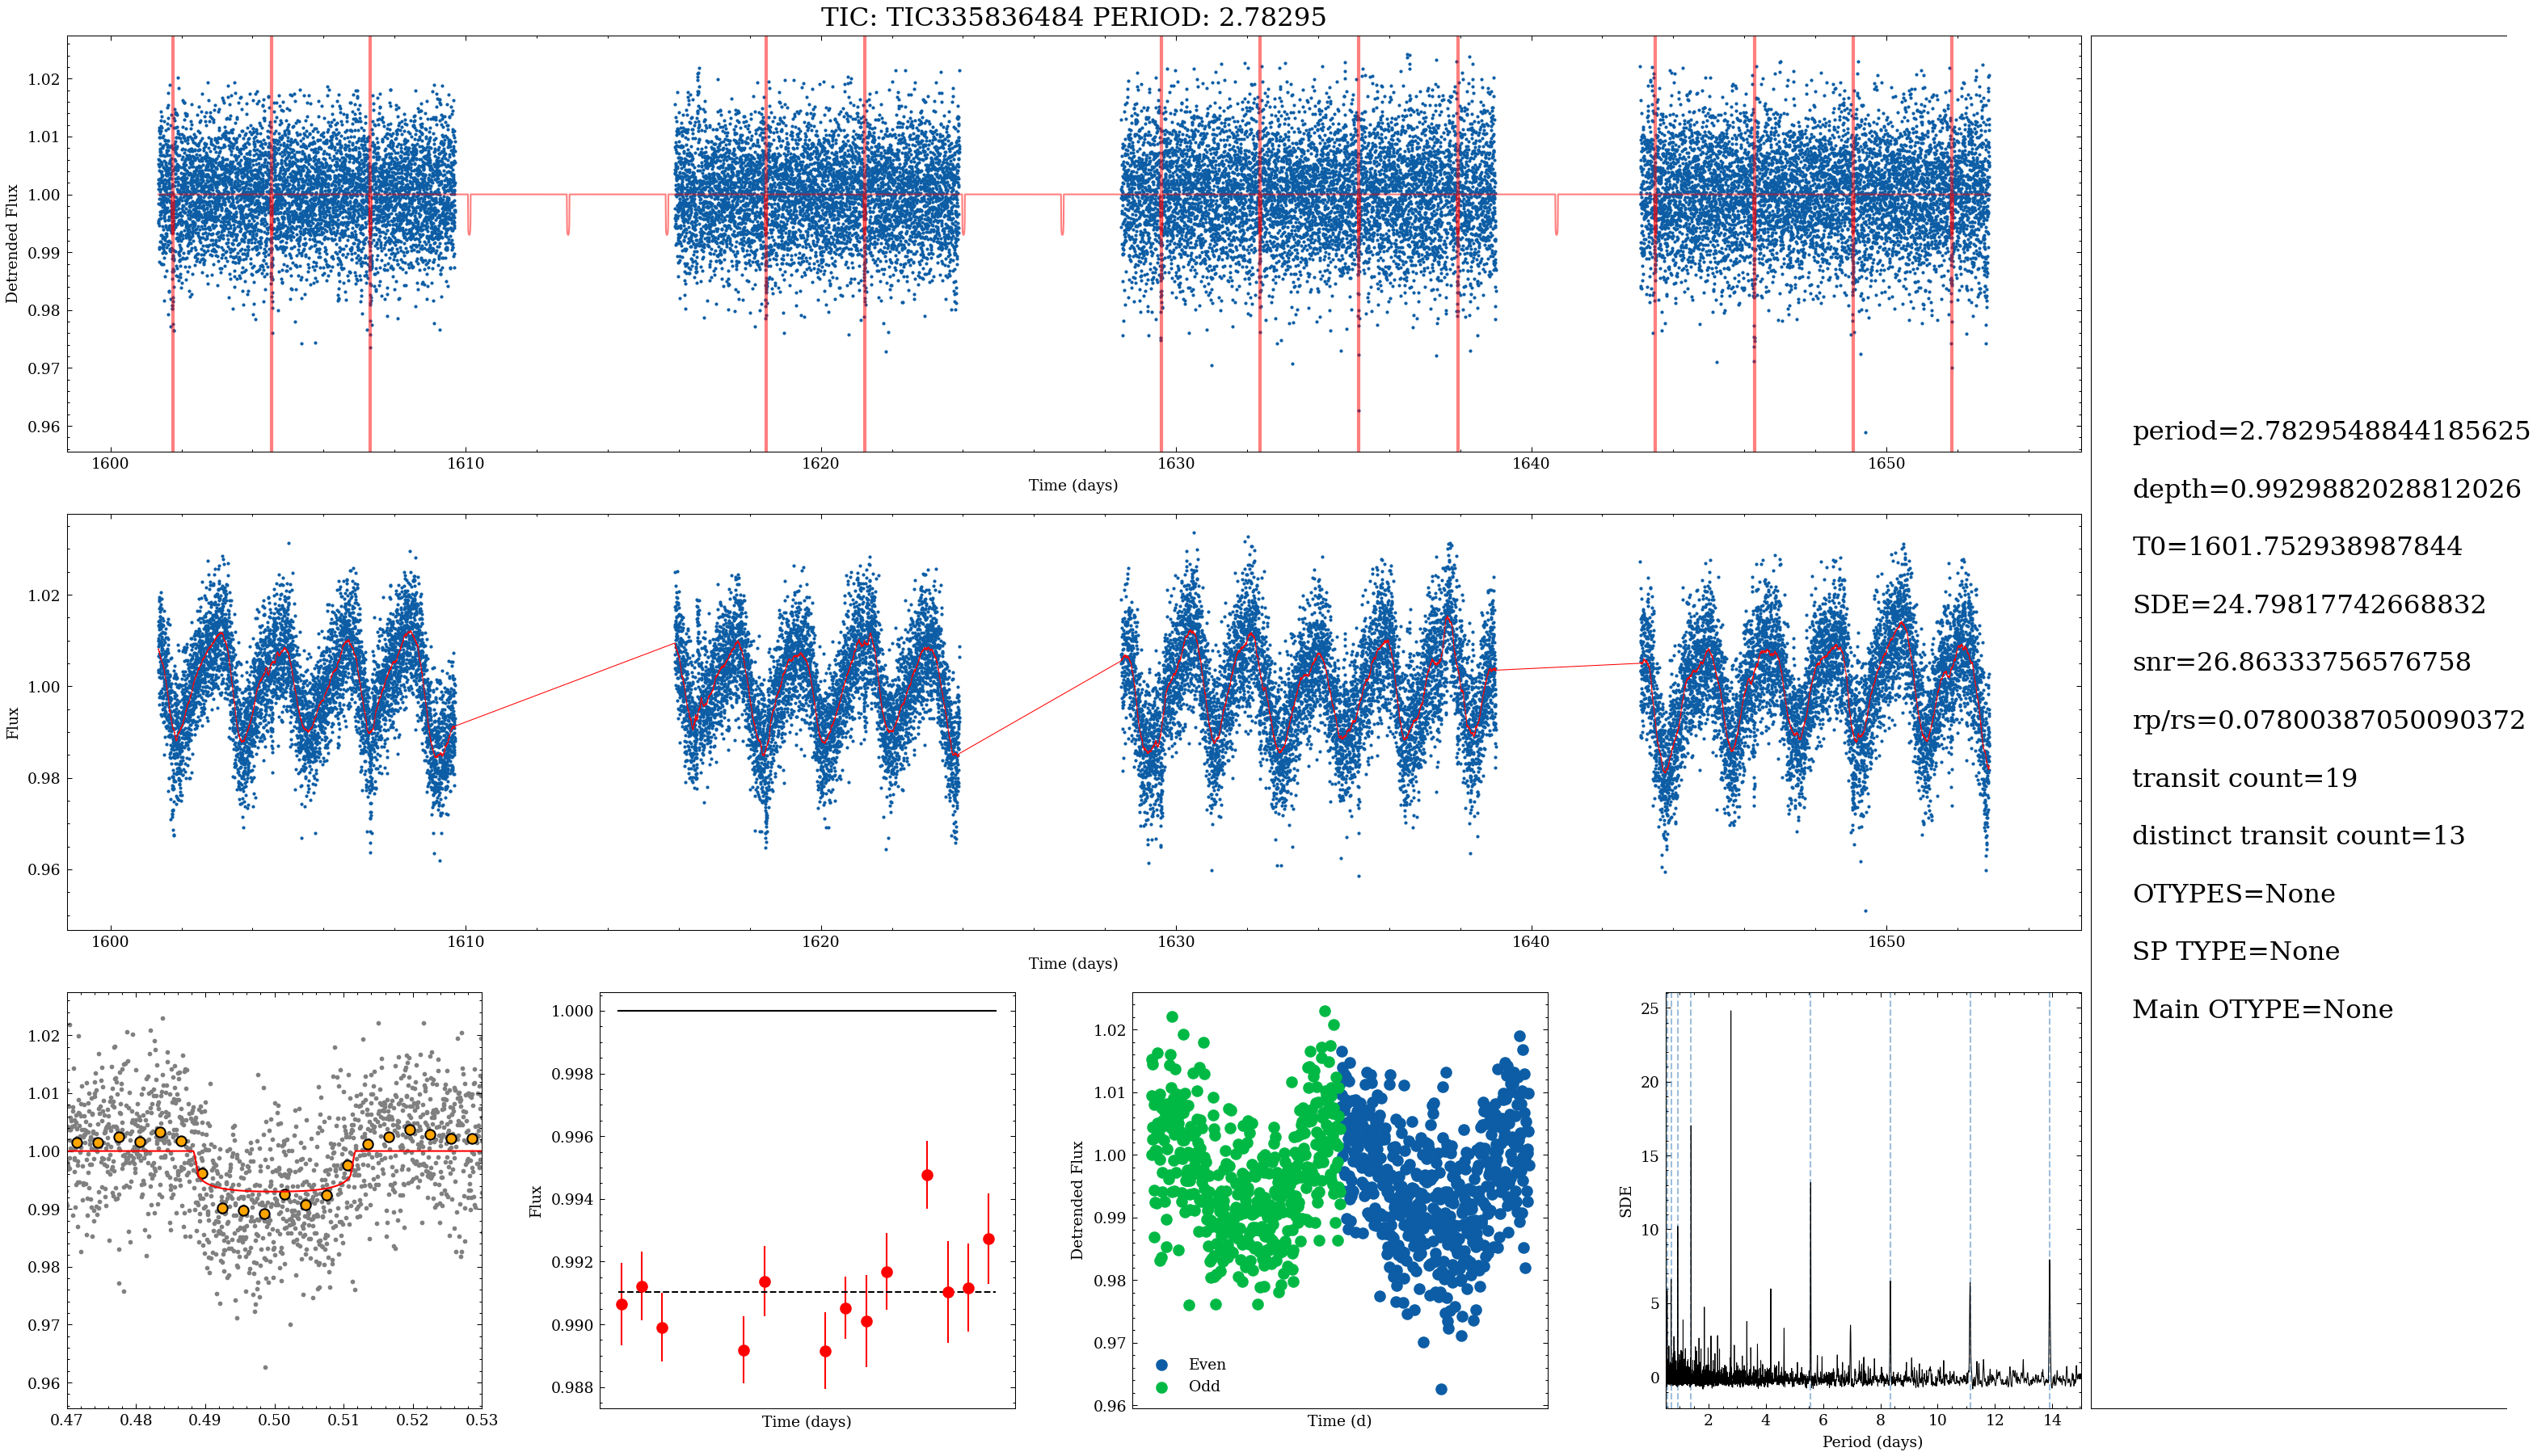 TIC: TIC335836484 PERIOD: 2.78295
Detrended Flux
1.02
1.01
1.00
0.99
0.98
0.97
0.96
1600
1610
1620
1630
1640
1650
Time (days)
Flux
1.02
1.00
0.98
0.96
1600
1610
1620
1630
1640
1650
Time (days)
period=2.7829548844185625
depth=0.9929882028812026
T0=1601.752938987844
SDE=24.79817742668832
snr=26.86333756576758
rp/rs=0.07800387050090372
transit count=19
distinct transit count=13
OTYPES=None
SP TYPE=None
Main OTYPE=None
1.02
1.01
1.00
0.99
0.98
0.97
0.96
0.47
0.48
0.49
0.50
0.51
0.52
0.53
Flux
1.000
0.998
0.996
0.994
0.992
0.990
0.988
Time (days)
Detrended Flux
1.02
1.01
1.00
0.99
0.98
0.97
0.96
Even
Odd
Time (d)
SDE
25
20
15
10
5
0
2
4
6
8
10
12
14
Period (days)